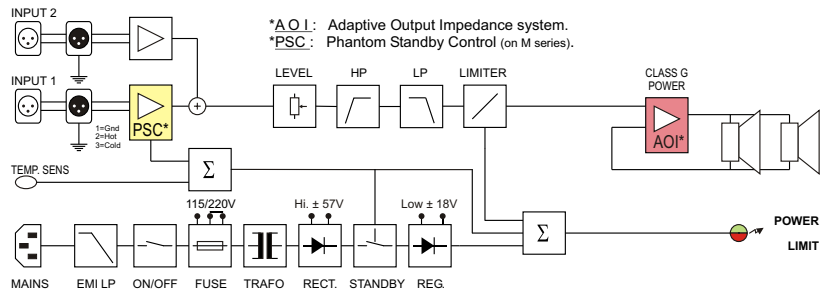 INPUT 2
*A O I : Adaptive Output Impedance system.
*PSC : Phantom Standby Control (on M series).
INPUT 1
LEVEL HP LP LIMITER
CLASS G
POWER
1=Gnd
2=Hot
3=Cold
PSC*
+
AOI*
TEMP. SENS
Σ
115/220V Hi. ± 57V Low ± 18V
Σ
POWER
LIMIT
MAINS EMI LP ON/OFF FUSE TRAFO RECT. STANDBY REG.